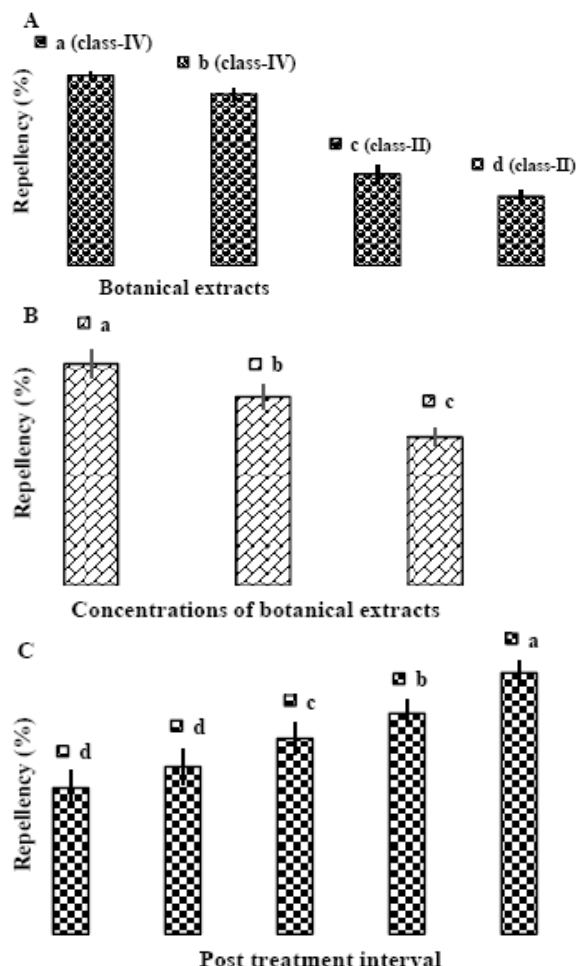 A
a (class-IV)
b (class-IV)
c (class-II)
d (class-II)
Repellency (%)
Botanical extracts
B
a
b
c
Repellency (%)
Concentrations of botanical extracts
C
d
d
c
b
a
Repellency (%)
Post treatment interval